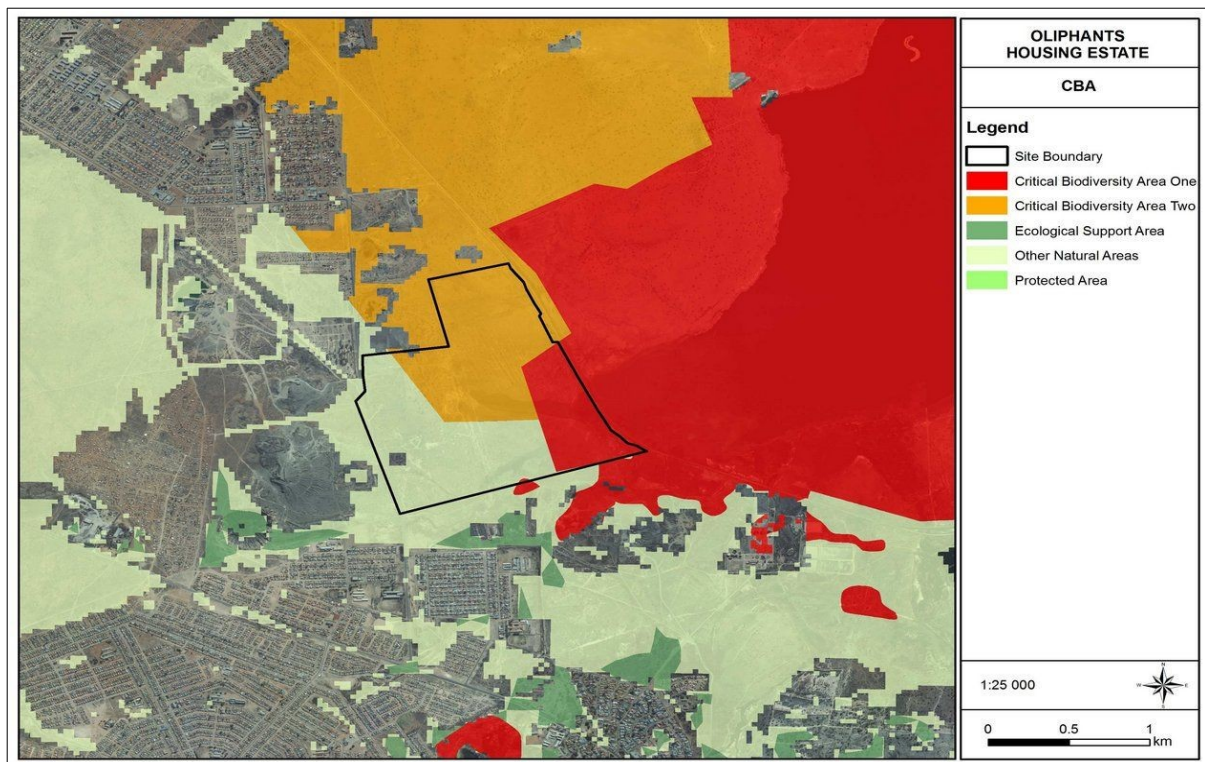 OLIPHANTS
HOUSING ESTATE
CBA
Legend
Site Boundary
Critical Biodiversity Area One
Critical Biodiversity Area Two
Ecological Support Area
Other Natural Areas
Protected Area
1:25 000
N
W E
S
0 0.5 1
km